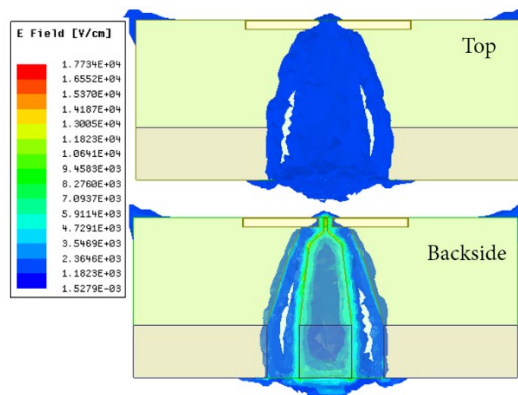 E Field [V/cm]
1.7734E+04
1.6552E+04
1.5370E+04
1.4187E+04
1.3005E+04
1.1823E+04
1.0641E+04
9.4583E+03
8.2760E+03
7.0937E+03
5.9114E+03
4.7291E+03
3.5469E+03
2.3646E+03
1.1823E+03
1.5279E-03
Top
Backside